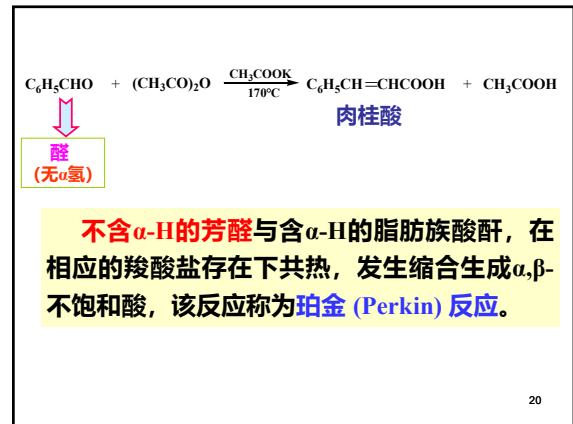 C₆H₅CHO + (CH₃CO)₂O CH₃COOK 170℃ C₆H₅CH=CHCOOH + CH₃COOH
肉桂酸
醛
(无α氢)
不含α-H的芳醛与含α-H的脂肪族酸酐，在
相应的羧酸盐存在下共热，发生缩合生成α,β-
不饱和酸，该反应称为珀金 (Perkin) 反应。
20